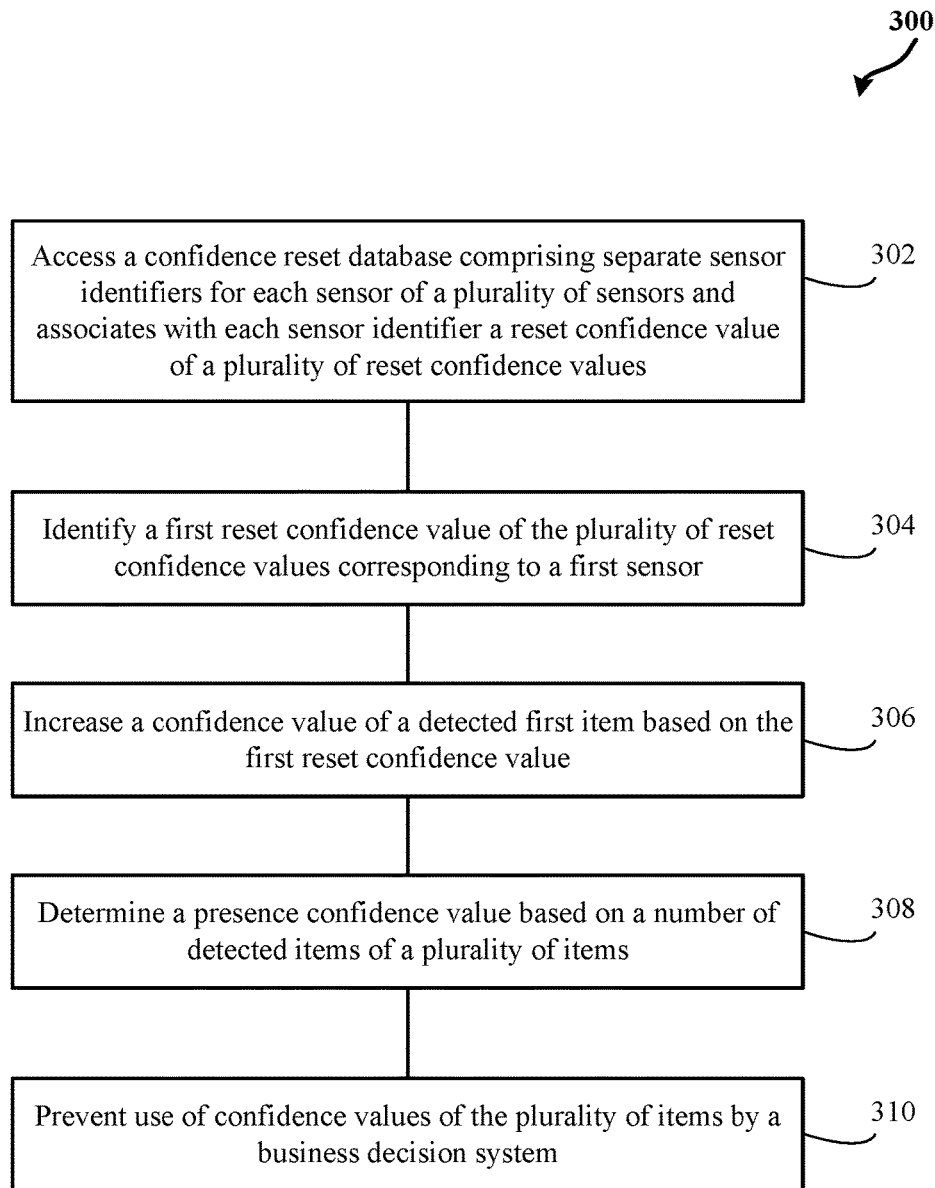 300
Access a confidence reset database comprising separate sensor
identifiers for each sensor of a plurality of sensors and
associates with each sensor identifier a reset confidence value
of a plurality of reset confidence values
302
Identify a first reset confidence value of the plurality of reset
confidence values corresponding to a first sensor
304
Increase a confidence value of a detected first item based on the
first reset confidence value
306
Determine a presence confidence value based on a number of
detected items of a plurality of items
308
Prevent use of confidence values of the plurality of items by a
business decision system
310